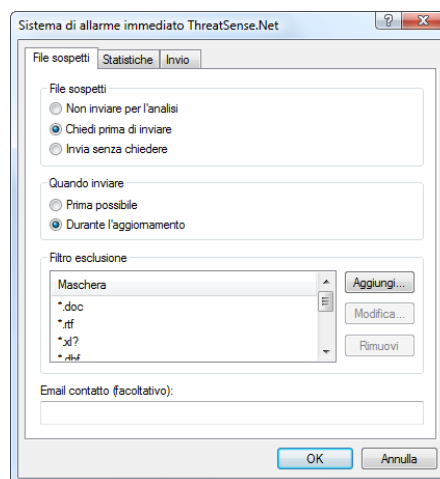 Sistema di allarme immediato ThreatSense.Net
File sospetti Statistiche Invio
File sospetti
Non inviare per l'analisi
Chiedi prima di inviare
Invia senza chiedere
Quando inviare
Prima possibile
Durante l'aggiornamento
Filtro esclusione
Maschera
Aggiungi...
*.doc
*.rtf
Modifica...
*.xl?
*.dbf
Rimuovi
Email contatto (facoltativo):
OK Annulla